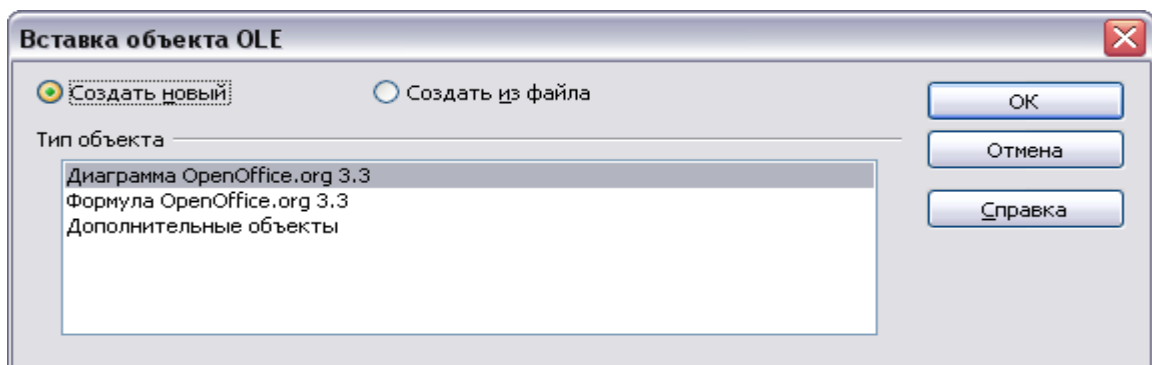 Вставка объекта OLE
Создать новый
Создать из файла
ОК
Тип объекта
Отмена
Диаграмма OpenOffice.org 3.3
Формула OpenOffice.org 3.3
Справка
Дополнительные объекты